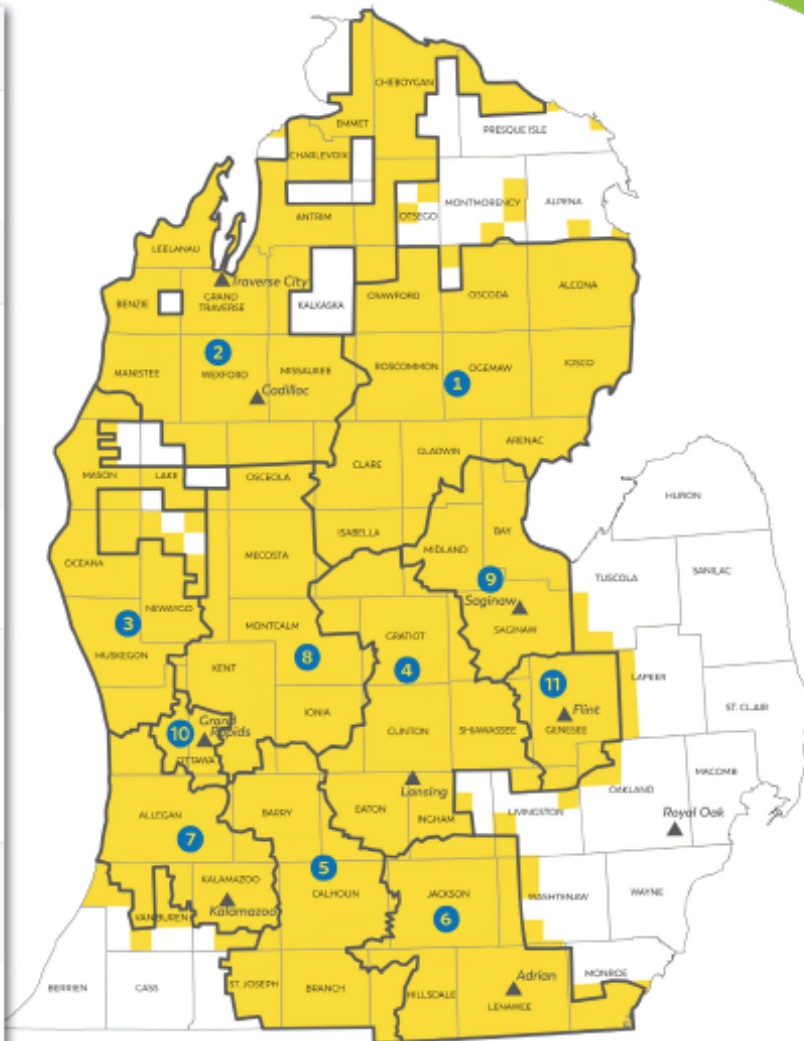 CHEBOYGAN
EMMET
PRESQUE ISLE
CHARLEVOIX
OTSEGO
MONTMORENCY
ALPENA
ANTRIM
LEELANAU
Traverse City
BENZIE
GRAND
TRAVERSE
KALKASKA
CRAWFORD
OSCODA
ALCONA
2
MANISTEE
WEXFORD
MISSAUKEE
ROSCOMMON
OGEMAW
IOSCO
1
Cadillac
ARENAC
GLADWIN
CLARE
MASON
LAKE
OSCEOLA
HURON
ISABELLA
BAY
MIDLAND
MECOSTA
OCEANA
9
TUSCOLA
SANILAC
Saginaw
NEWAYGO
3
MONTCALM
SAGINAW
GRATIOT
MUSKEGON
8
4
KENT
11
LAPEER
IONIA
Flint
ST. CLAIR
10
Grand
Rapids
CLINTON
SHIAWASSEE
GENESEE
OTTAWA
MACOMB
Lansing
OAKLAND
ALLEGAN
BARRY
EATON
INGHAM
LIVINGSTON
Royal Oak
7
5
KALAMAZOO
CALHOUN
JACKSON
WASHTENAW
WAYNE
Kalamazoo
VAN BUREN
6
MONROE
Adrian
BERRIEN
CASS
ST. JOSEPH
BRANCH
HILLSDALE
LENAWEE